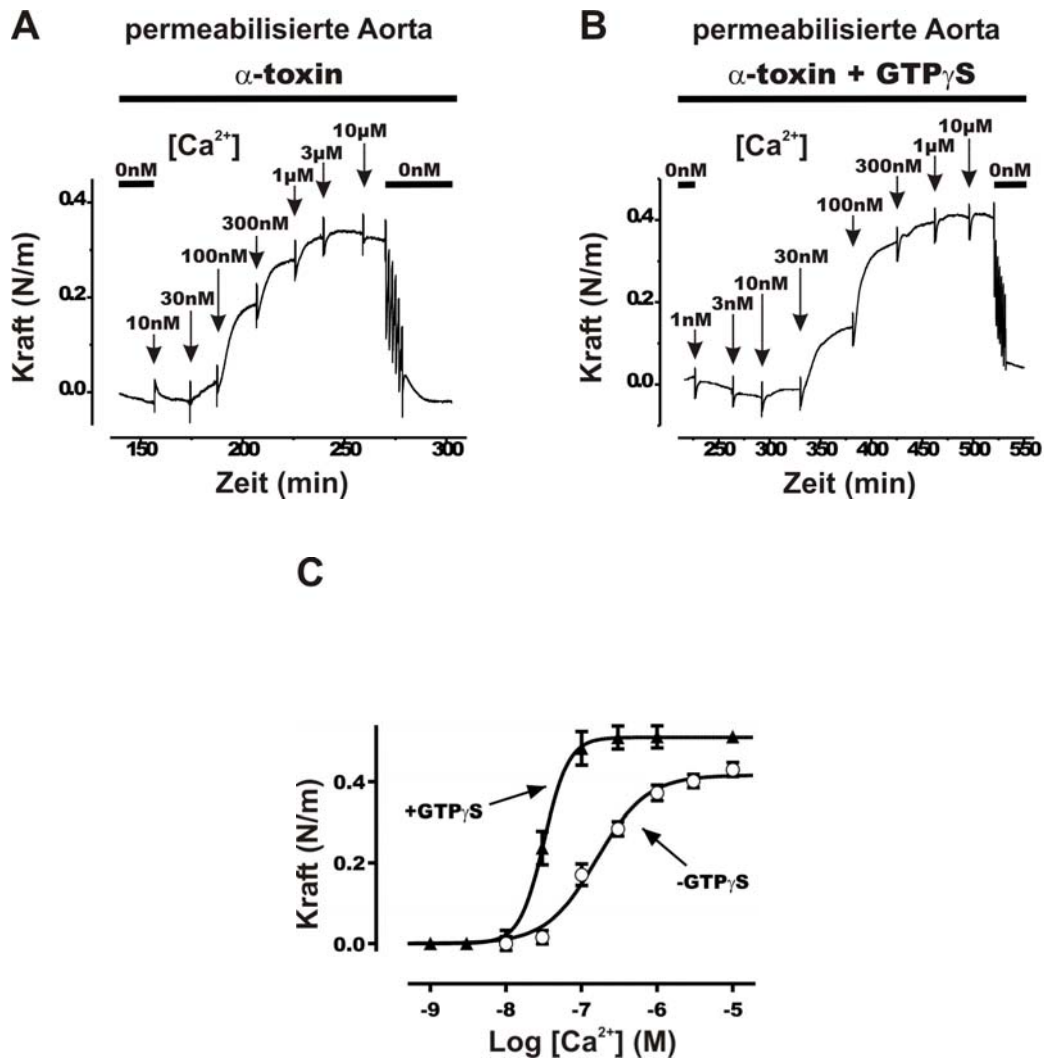 A
permeabilisierte Aorta
α-toxin
[Ca²⁺]
0nM
10nM
30nM
100nM
300nM
1µM
3µM
10µM
0nM
Kraft (N/m)
0.4
0.2
0.0
150
200
250
300
Zeit (min)
B
permeabilisierte Aorta
α-toxin + GTPγS
[Ca²⁺]
0nM
1nM
3nM
10nM
30nM
100nM
300nM
1µM
10µM
0nM
Kraft (N/m)
0.4
0.2
0.0
250
350
375
425
450
500
550
Zeit (min)
C
Kraft (N/m)
0.4
0.2
0.0
+GTPγS
-GTPγS
-9
-8
-7
-6
-5
Log [Ca²⁺] (M)